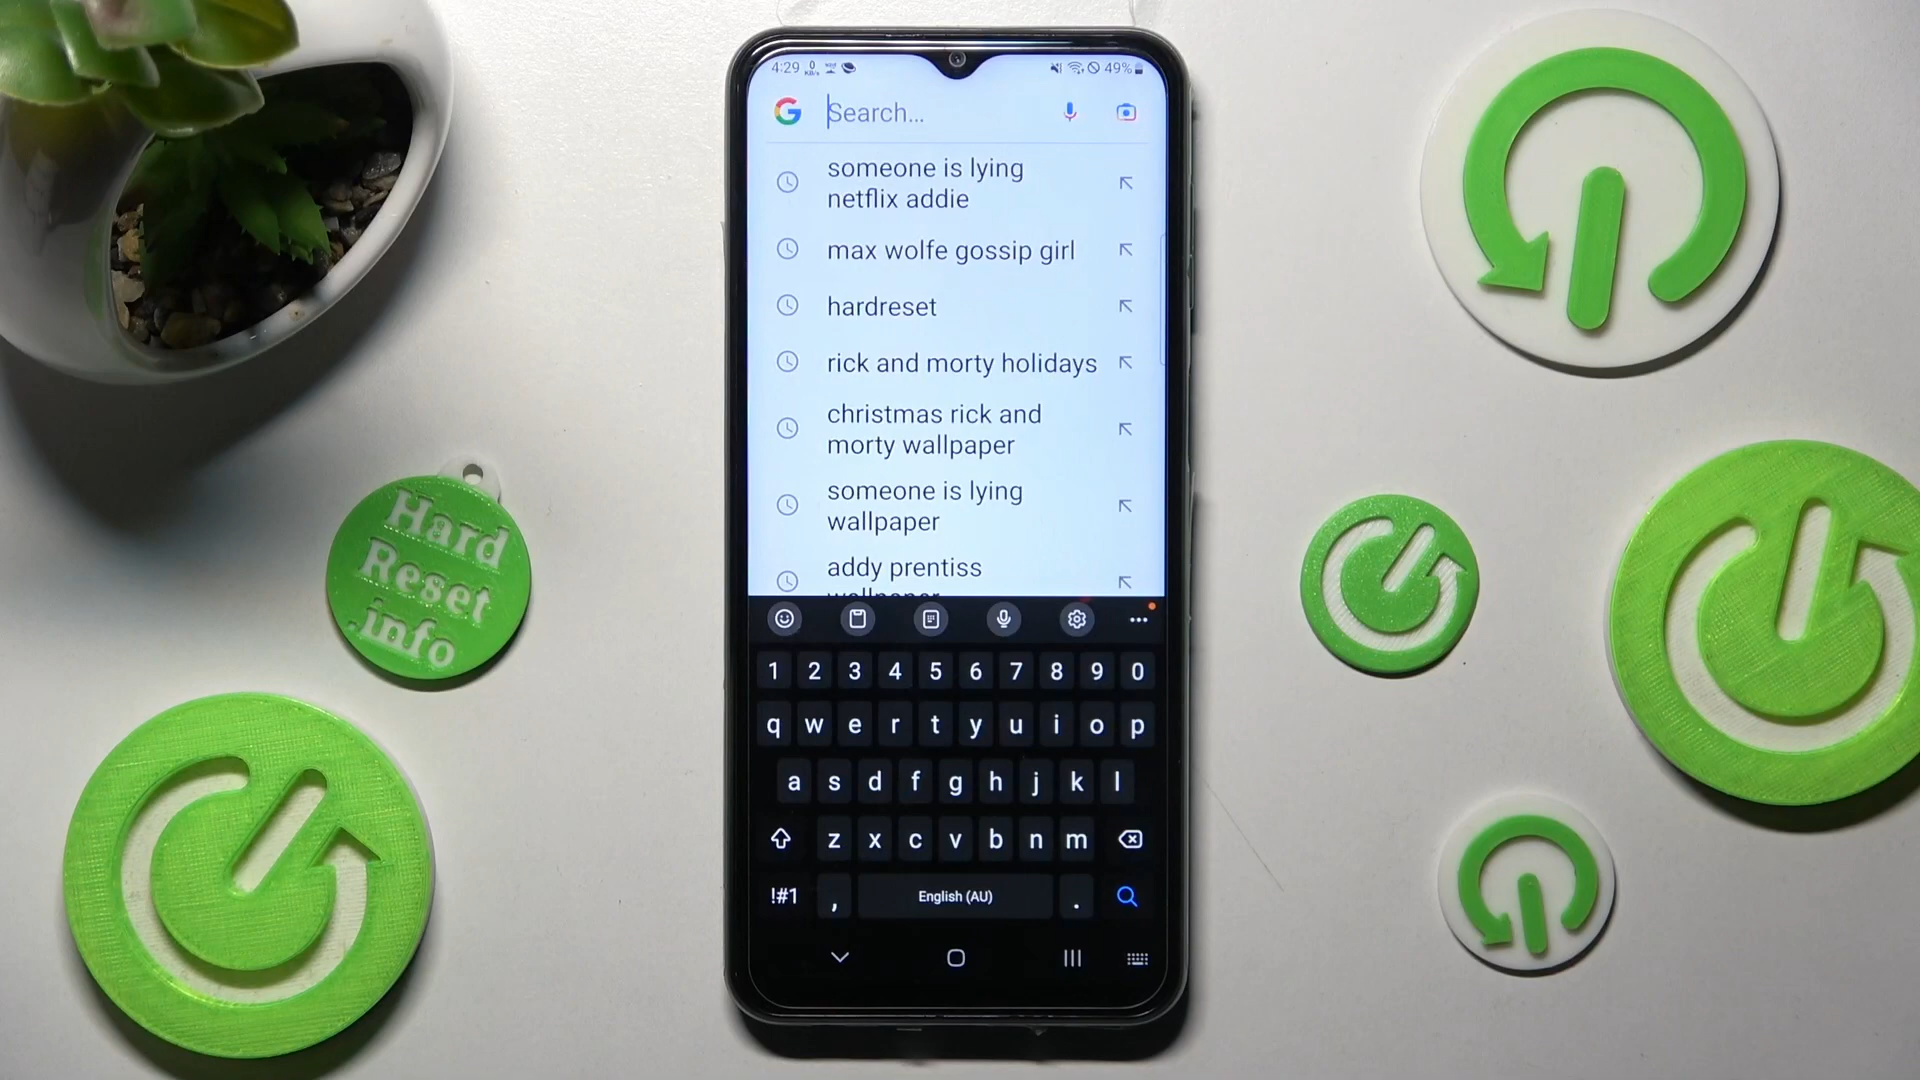 4:29 0 KB/s 49%
G Search...
someone is lying
netflix addie
max wolfe gossip girl
hardreset
rick and morty holidays
christmas rick and
morty wallpaper
someone is lying
wallpaper
addy prentiss
wallpaper
1 2 3 4 5 6 7 8 9 0
q w e r t y u i o p
a s d f g h j k l
z x c v b n m
!#1 , English (AU) .
Hard
Reset
.info